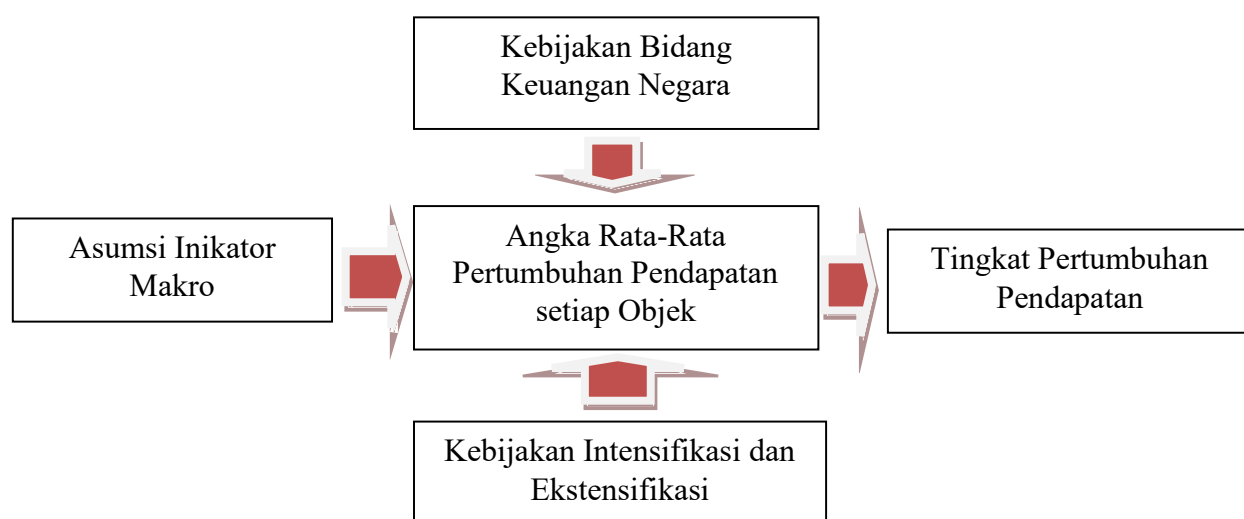 Kebijakan Bidang
Keuangan Negara
Asumsi Inikator
Makro
Angka Rata-Rata
Pertumbuhan Pendapatan
setiap Objek
Tingkat Pertumbuhan
Pendapatan
Kebijakan Intensifikasi dan
Ekstensifikasi